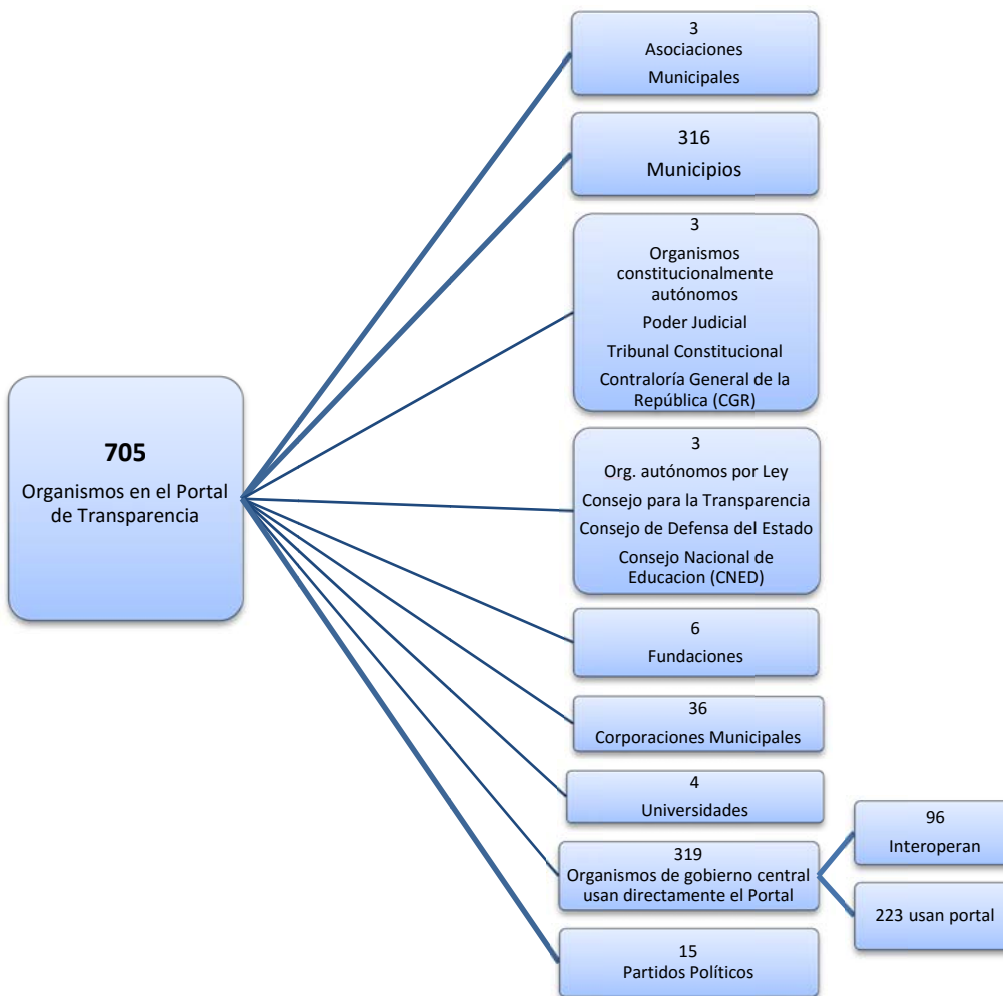 705
Organismos en el Portal
de Transparencia
3
Asociaciones
Municipales
316
Municipios
3
Organismos
constitucionalmente
autónomos
Poder Judicial
Tribunal Constitucional
Contraloría General de la
República (CGR)
3
Org. autónomos por Ley
Consejo para la Transparencia
Consejo de Defensa del Estado
Consejo Nacional de
Educacion (CNED)
6
Fundaciones
36
Corporaciones Municipales
4
Universidades
319
Organismos de gobierno central
usan directamente el Portal
96
Interoperan
223 usan portal
15
Partidos Políticos